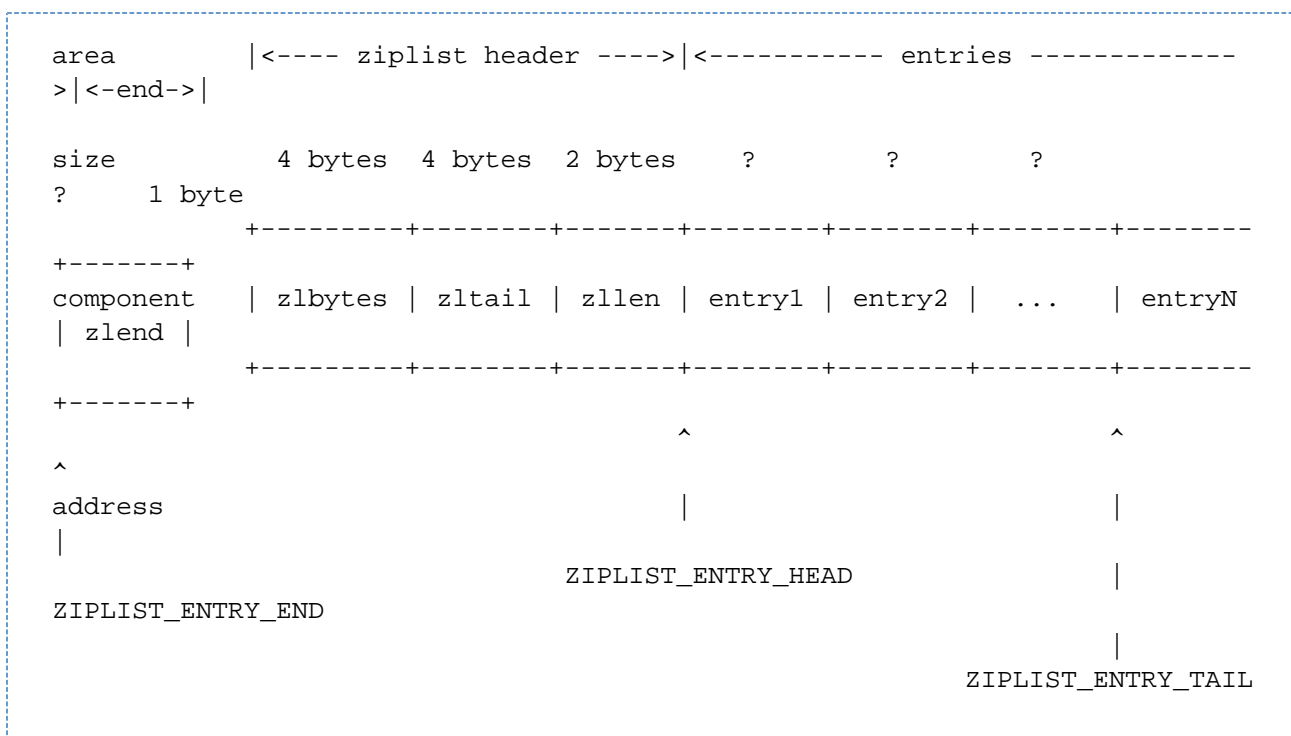 area          |<---- ziplist header ---->|<----------- entries -------------
>|<-end->|
size            4 bytes  4 bytes  2 bytes    ?        ?        ?
?     1 byte
            +---------+--------+-------+--------+--------+--------+--------
+-------+
component   | zlbytes | zltail | zllen | entry1 | entry2 |  ...   | entryN
| zlend |
            +---------+--------+-------+--------+--------+--------+--------
+-------+
                                       ^                          ^
^
address                                |                          |
|
                                ZIPLIST_ENTRY_HEAD                |
ZIPLIST_ENTRY_END
                                                                  |
                                                         ZIPLIST_ENTRY_TAIL